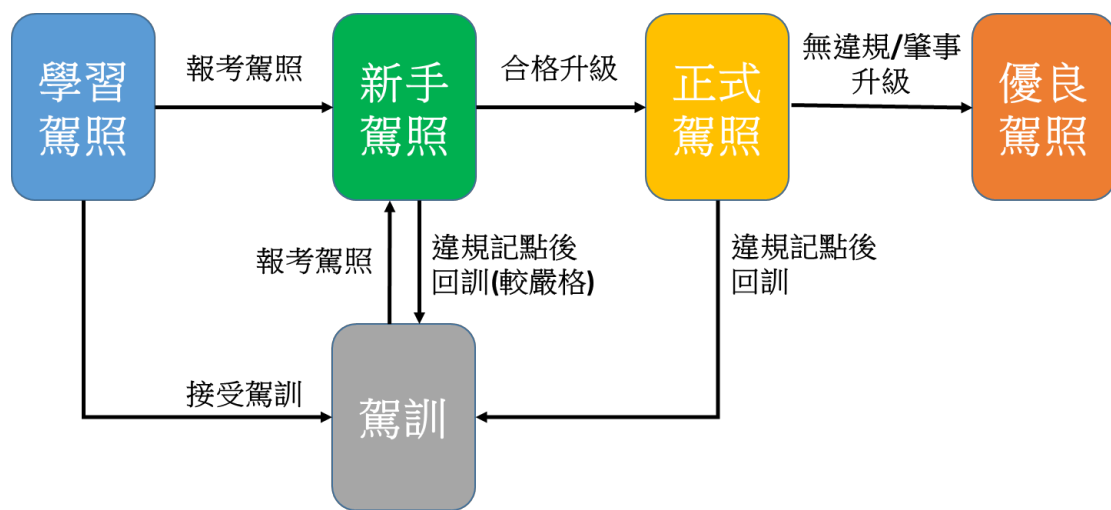 學習
駕照
報考駕照
新手
駕照
合格升級
正式
駕照
無違規/肇事
升級
優良
駕照
報考駕照
違規記點後
回訓(較嚴格)
違規記點後
回訓
接受駕訓
駕訓